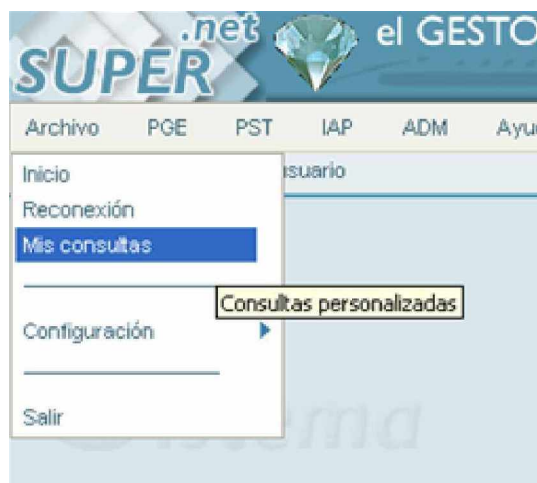 SUPER .net el GESTO
Archivo PGE PST IAP ADM Ayu
Inicio
suario
Reconexión
Mis consultas
Consultas personalizadas
Configuración
Salir
istema